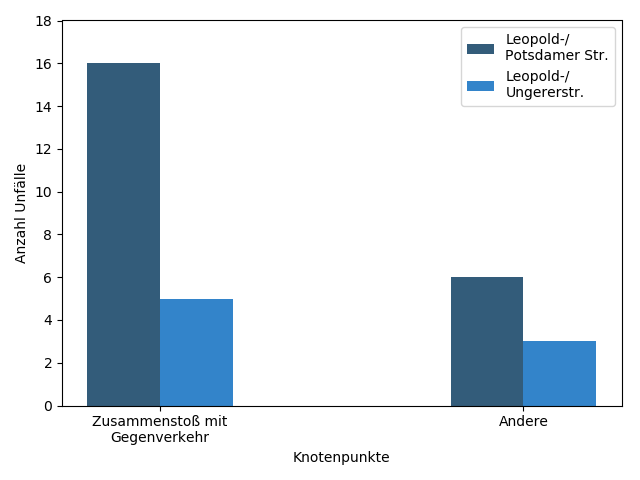 18
16
14
12
10
8
6
4
2
0
Anzahl Unfälle
Leopold-/
Potsdamer Str.
Leopold-/
Ungererstr.
Zusammenstoß mit
Gegenverkehr
Andere
Knotenpunkte